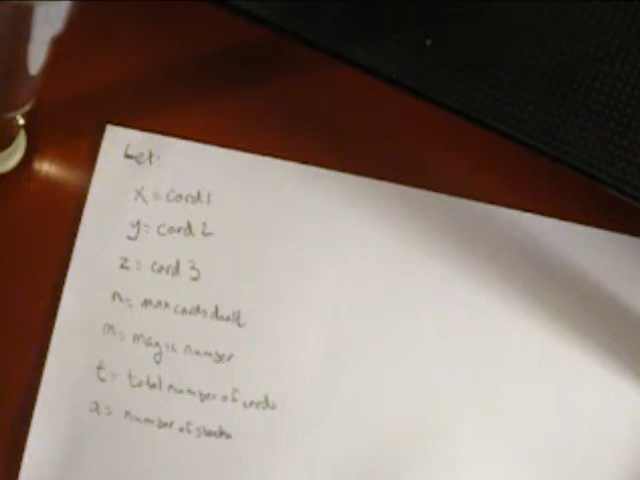 Let:
x = card 1
y = card 2
z = card 3
n = max cards dealt
m = magic number
t = total number of cards
a = number of stacks